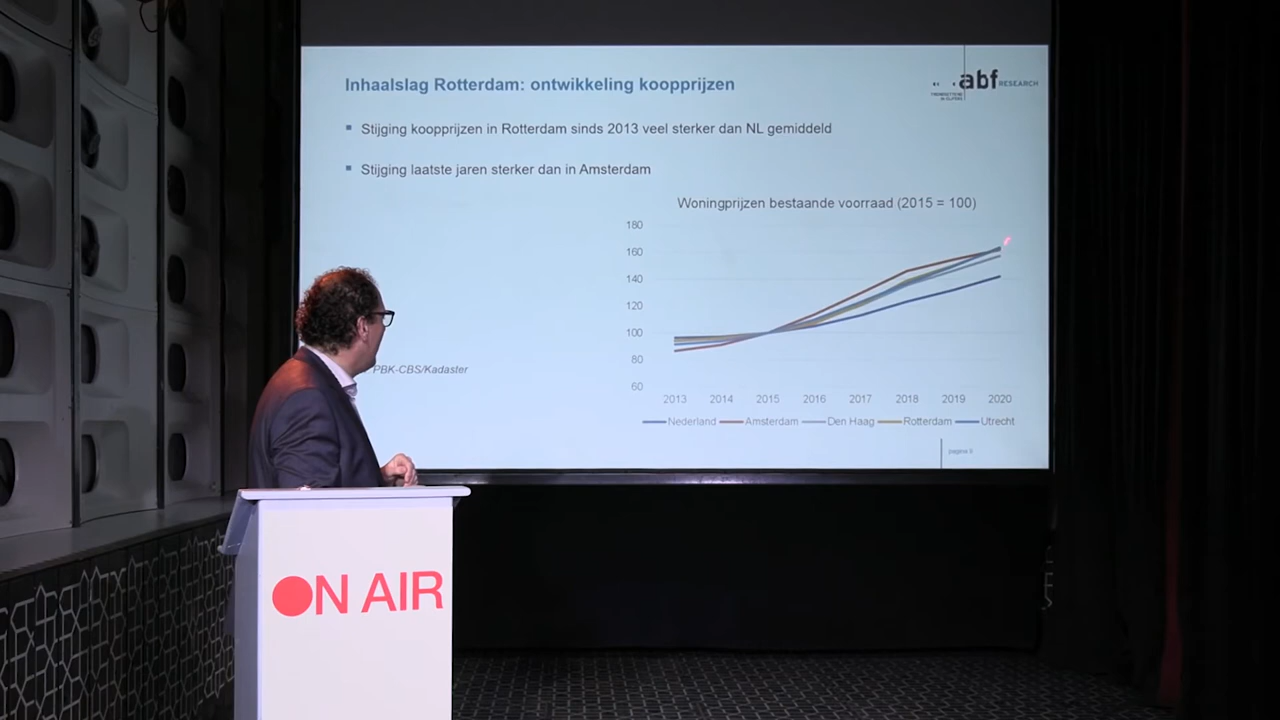 Inhaalslag Rotterdam: ontwikkeling koopprijzen
abf RESEARCH
Stijging koopprijzen in Rotterdam sinds 2013 veel sterker dan NL gemiddeld
Stijging laatste jaren sterker dan in Amsterdam
Woningprijzen bestaande voorraad (2015 = 100)
180
160
140
120
100
80
60
2013 2014 2015 2016 2017 2018 2019 2020
Nederland Amsterdam Den Haag Rotterdam Utrecht
PBK-CBS/Kadaster
ON AIR